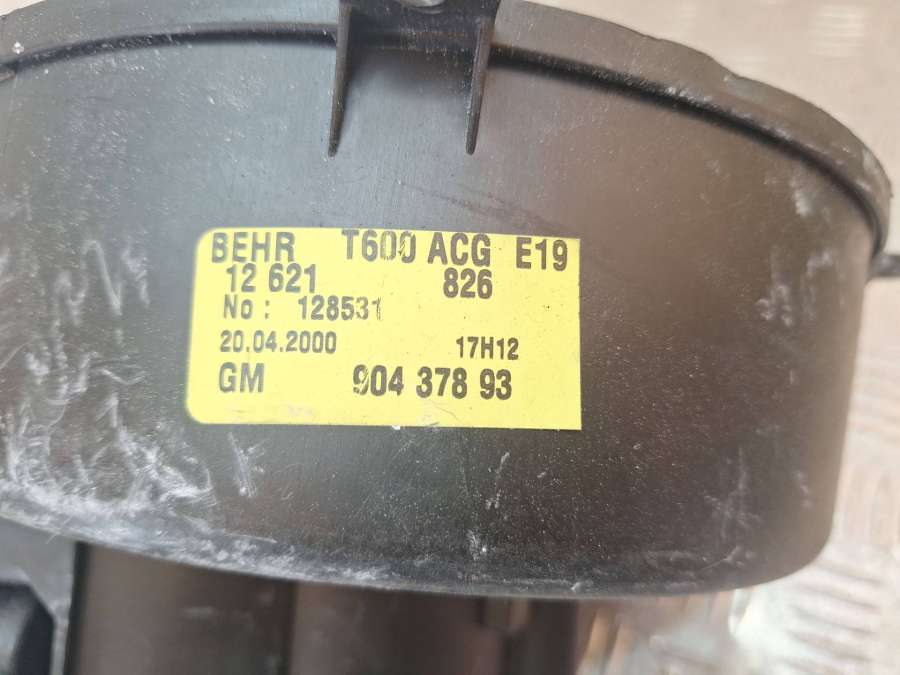 BEHR T600 ACG E19
12 621 826
No: 128531
20.04.2000 17H12
GM 904 378 93